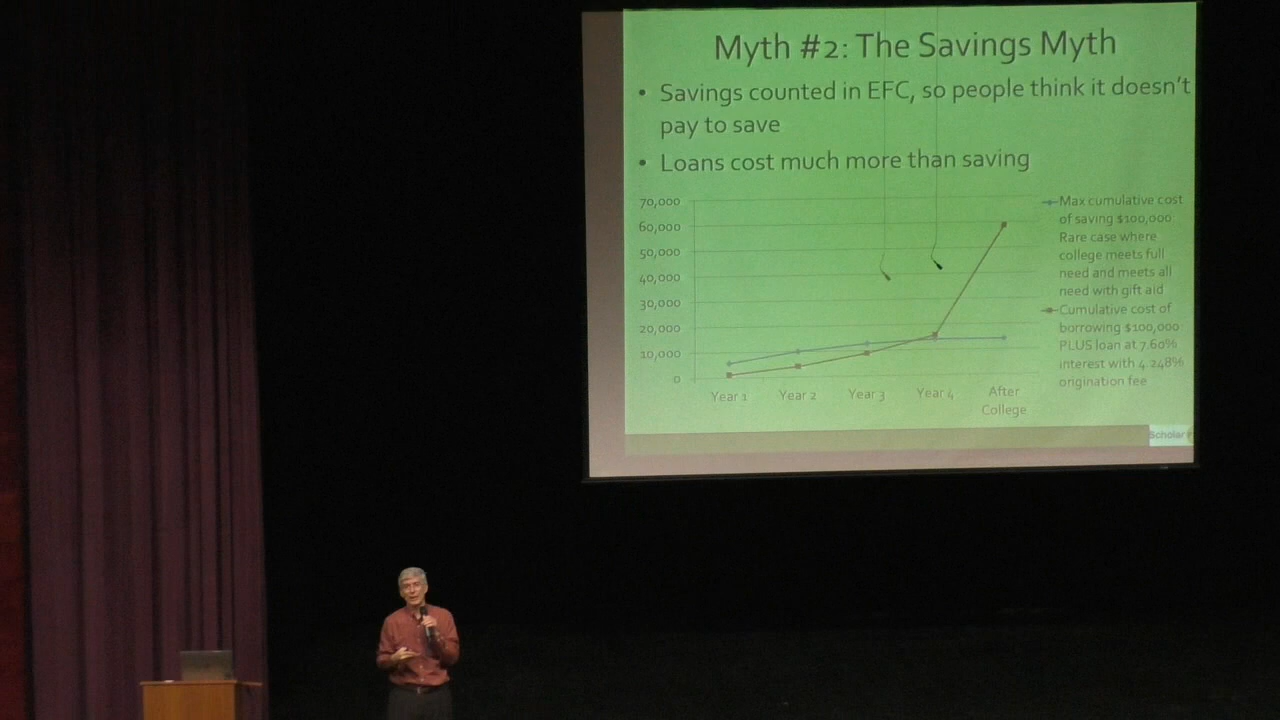 Myth #2: The Savings Myth
• Savings counted in EFC, so people think it doesn't
pay to save
• Loans cost much more than saving
70,000
60,000
50,000
40,000
30,000
20,000
10,000
0
Year 1
Year 2
Year 3
Year 4
After
College
Max cumulative cost
of saving $100,000
Rare case where
college meets full
need and meets all
need with gift aid
Cumulative cost of
borrowing $100,000
PLUS loan at 7.60%
interest with 4.248%
origination fee
Scholar